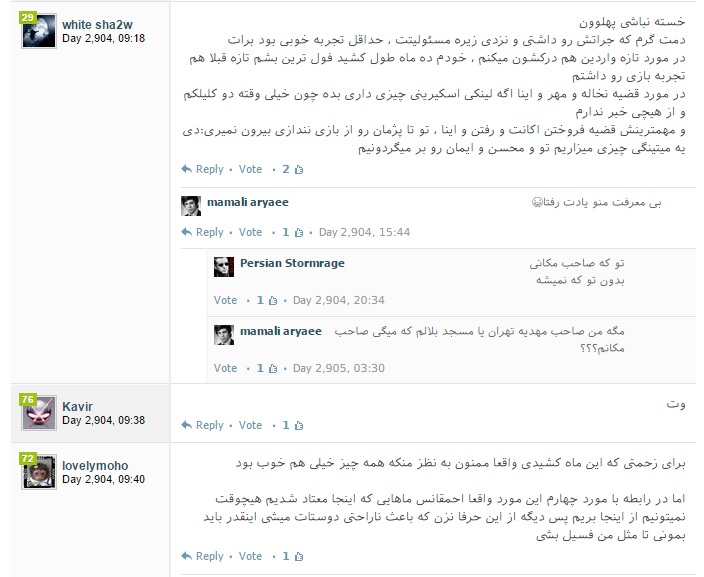 29
white sha2w
Day 2,904, 09:18
خسته نباشی پهلوون
دمت گرم که جراتش رو داشتی و نزدی زیره مسئولیتت ، حداقل تجربه خوبی بود برات
در مورد تازه واردین هم درکشون میکنم ، خودم ده ماه طول کشید فول ترین بشم تازه قبلا هم
تجربه بازی رو داشتم
در مورد قضیه نخاله و مهر و اینا اگه لینکی اسکیرینی چیزی داری بده چون خیلی وقته دو کلیلکم
و از هیچی خبر ندارم
و مهمترینش قضیه فروختن اکانت و رفتن و اینا ، تو تا پژمان رو از بازی نندازی بیرون نمیری:دی
یه میتینگی چیزی میزاریم تو و محسن و ایمان رو بر میگردونیم
Reply • Vote • 2
mamali aryaee
بی معرفت منو یادت رفتا😀
Reply • Vote • 1 • Day 2,904, 15:44
Persian Stormrage
تو که صاحب مکانی
بدون تو که نمیشه
Vote • 1 • Day 2,904, 20:34
mamali aryaee
مگه من صاحب مهدیه تهران یا مسجد بلالم که میگی صاحب
مکانم؟؟؟
Vote • 1 • Day 2,905, 03:30
76
Kavir
Day 2,904, 09:38
وت
Reply • Vote • 1
72
lovelymoho
Day 2,904, 09:40
برای زحمتی که این ماه کشیدی واقعا ممنون به نظز منکه همه چیز خیلی هم خوب بود
اما در رابطه با مورد چهارم این مورد واقعا احمقانس ماهایی که اینجا معتاد شدیم هیچوقت
نمیتونیم از اینجا بریم پس دیگه از این حرفا نزن که باعث ناراحتی دوستات میشی اینقدر باید
بمونی تا مثل من فسیل بشی
Reply • Vote • 1